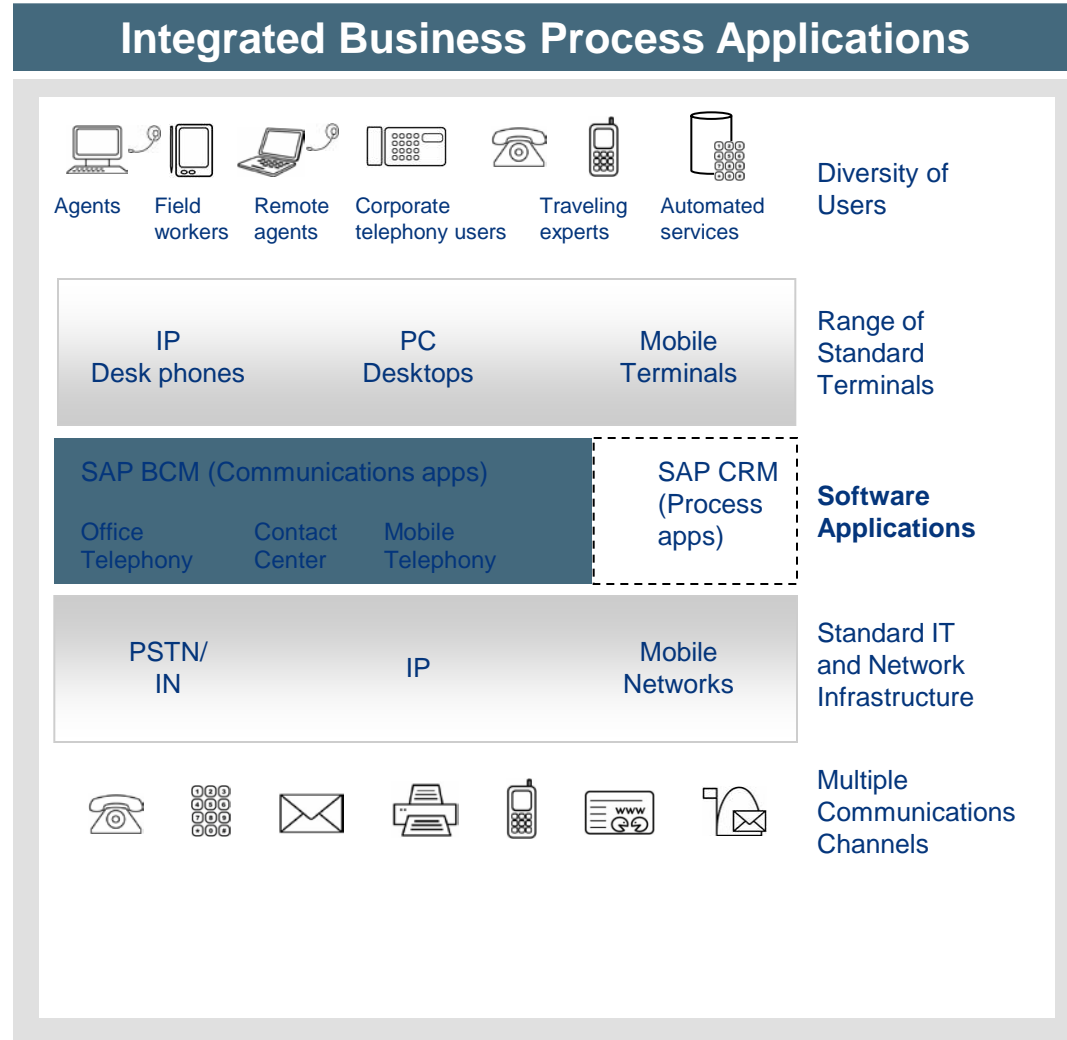 Integrated Business Process Applications
Diversity of
Users
Agents
Field
workers
Remote
agents
Corporate
telephony users
Traveling
experts
Automated
services
IP
Desk phones
PC
Desktops
Mobile
Terminals
Range of
Standard
Terminals
SAP BCM (Communications apps)
Office
Telephony
Contact
Center
Mobile
Telephony
SAP CRM
(Process
apps)
Software
Applications
PSTN/
IN
IP
Mobile
Networks
Standard IT
and Network
Infrastructure
www
Multiple
Communications
Channels